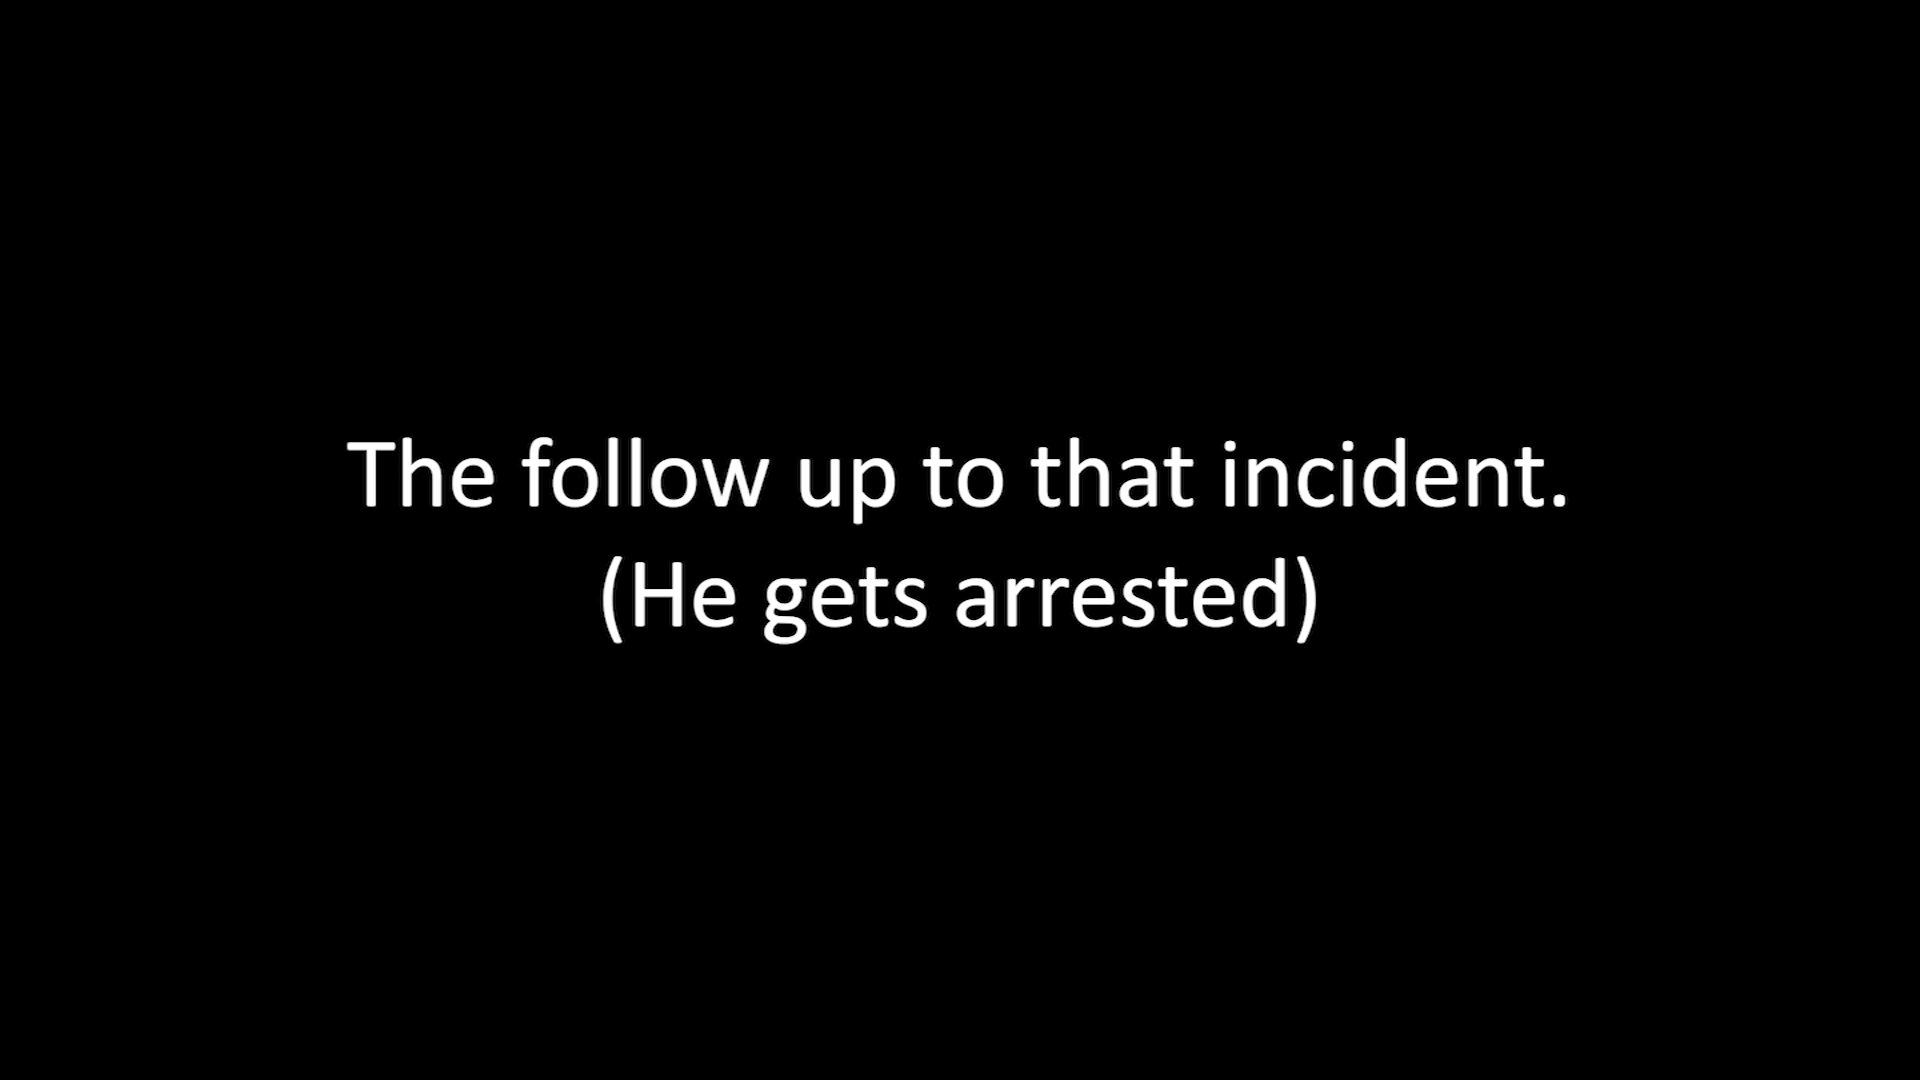 The follow up to that incident.
(He gets arrested)